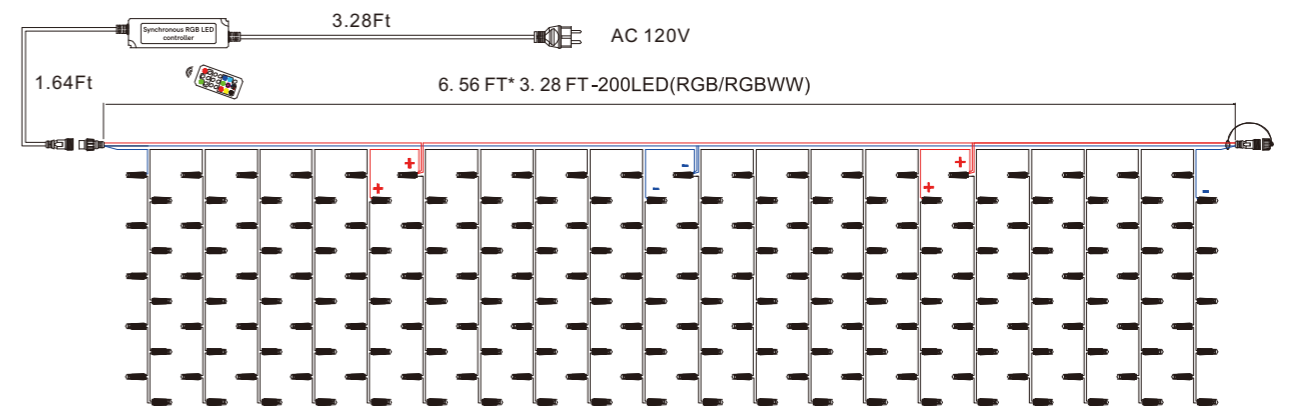 3.28Ft
Synchronous RGB LED
controller
AC 120V
1.64Ft
6. 56 FT* 3. 28 FT-200LED(RGB/RGBWW)
+
-
+
+
-
+
-